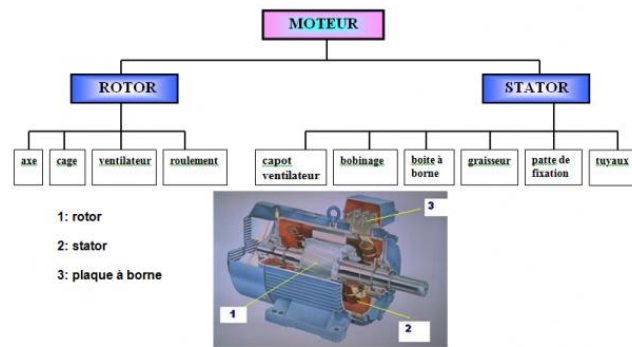 MOTEUR
ROTOR
STATOR
axe
cage
ventilateur
roulement
capot
ventilateur
bobinage
boite à
borne
graisseur
patte de
fixation
tuyaux
1: rotor
2: stator
3: plaque à borne
3
1
2